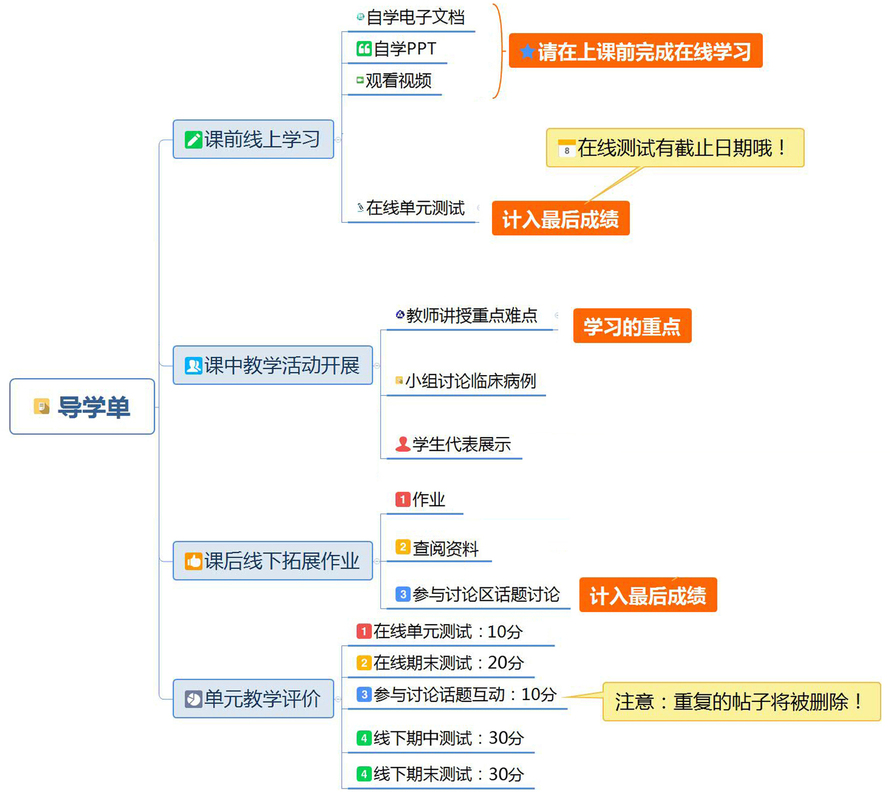 导学单
课前线上学习
自学电子文档
自学PPT
观看视频
请在上课前完成在线学习
在线单元测试
计入最后成绩
8
在线测试有截止日期哦！
课中教学活动开展
教师讲授重点难点
学习的重点
小组讨论临床病例
学生代表展示
课后线下拓展作业
1 作业
2 查阅资料
3 参与讨论区话题讨论
计入最后成绩
单元教学评价
1 在线单元测试：10分
2 在线期末测试：20分
3 参与讨论话题互动：10分
注意：重复的帖子将被删除！
4 线下期中测试：30分
4 线下期末测试：30分